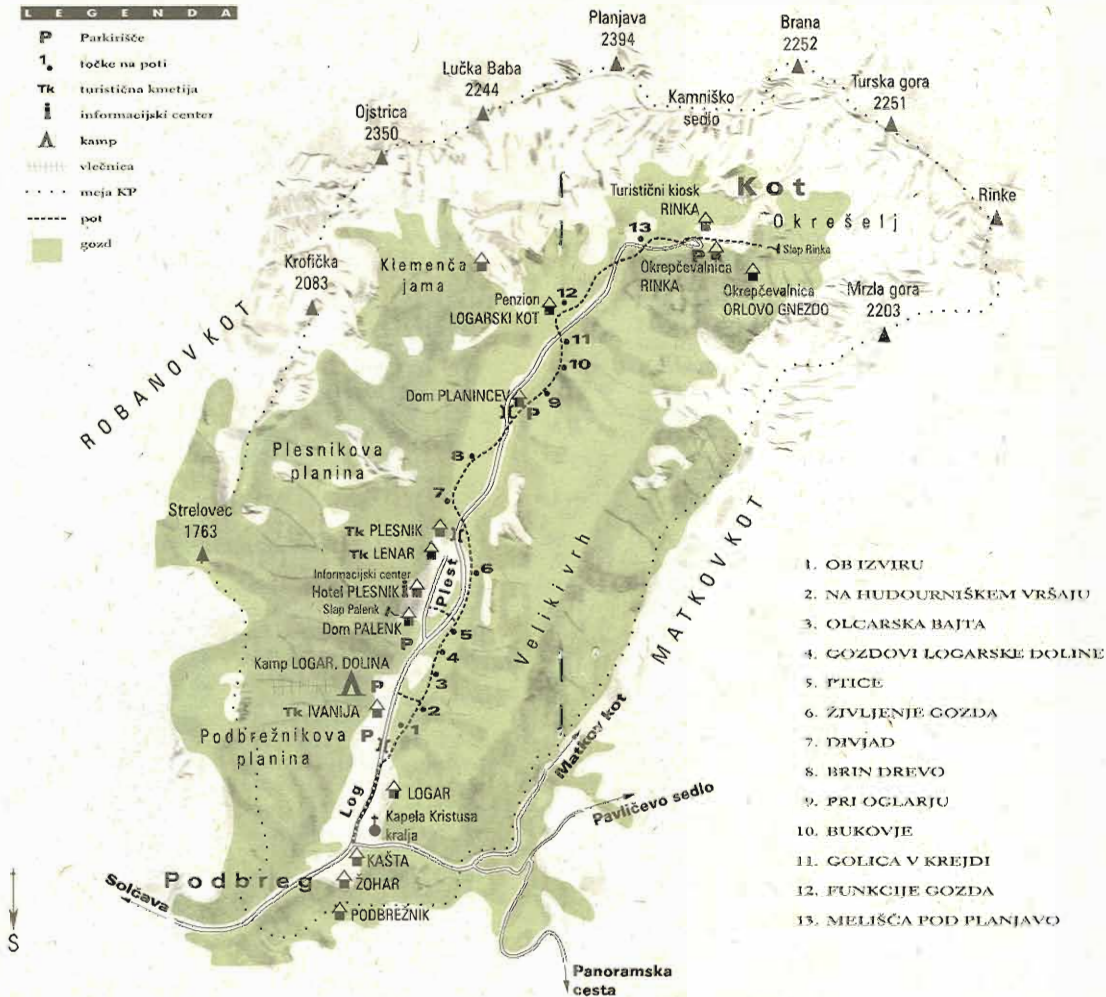 LEGENDA
P Parkirišče
1. točke na poti
Tk turistična kmetija
i informacijski center
kamp
vlečnica
meja KP
pot
gozd
Planjava
2394
Brana
2252
Lučka Baba
2244
Turska gora
2251
Kamniško
sedlo
Ojstrica
2350
Kot
Turistični kiosk
RINKA
Rinke
Okrešelj
13
Slap Rinka
P
Okrepčevalnica
RINKA
Okrepčevalnica
ORLOVO GNEZDO
Krofička
2083
Klemenča
jama
Mrzla gora
2203
Penzion
LOGARSKI KOT
12
11
10
ROBANOV KOT
Dom PLANINCEV
9
P
8
Plesnikova
planina
7
Strelovec
1763
Tk PLESNIK
Tk LENAR
Informacijski center
Hotel PLESNIK i
Slap Palenk
Dom PALENK
P
Plest
6
5
4
3
2
1
Veliki vrh
MATKOV KOT
Kamp LOGAR. DOLINA
P
Tk IVANIJA
P
Podbrežnikova
planina
Log
LOGAR
Kapela Kristusa
kralja
Matkov kot
Pavličevo sedlo
KAŠTA
Podbreg
ŽOHAR
Solčava
PODBREŽNIK
S
Panoramska
cesta
1. OB IZVIRU
2. NA HUDOURNIŠKEM VRŠAJU
3. OLCARSKA BAJTA
4. GOZDOVI LOGARSKE DOLINE
5. PTICE
6. ŽIVLJENJE GOZDA
7. DIVJAD
8. BRIN DREVO
9. PRI OGLARJU
10. BUKOVJE
11. GOLICA V KREJDI
12. FUNKCIJE GOZDA
13. MELIŠČA POD PLANJAVO